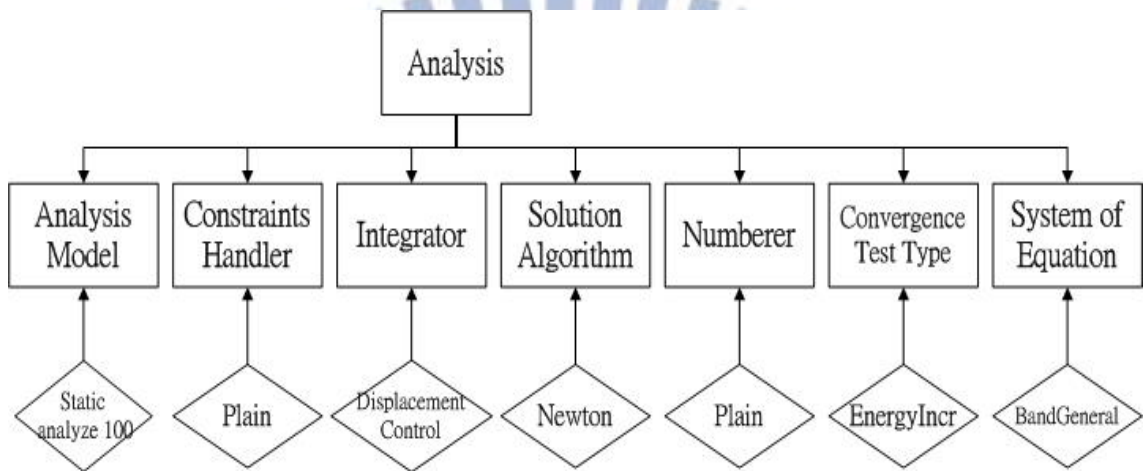 Analysis
Analysis
Model
Constraints
Handler
Integrator
Solution
Algorithm
Numberer
Convergence
Test Type
System of
Equation
Static
analyze 100
Plain
Displacement
Control
Newton
Plain
EnergyIncr
BandGeneral